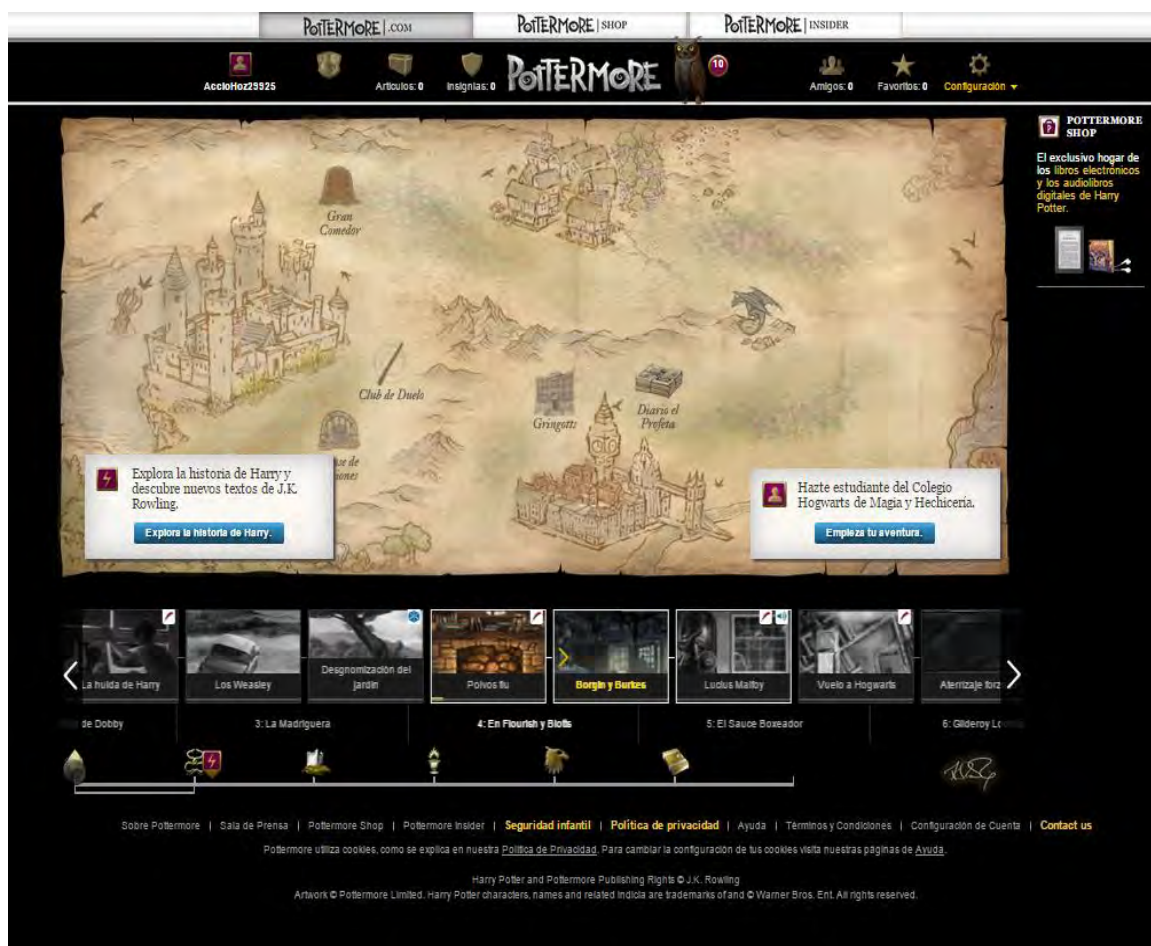 POTTERMORE | .COM
POTTERMORE | SHOP
POTTERMORE | INSIDER
AccioHoz29925
Artículos: 0
Insignias: 0
POTTERMORE
10
Amigos: 0
Favoritos: 0
Configuración
POTTERMORE
SHOP
El exclusivo hogar de
los libros electrónicos
y los audiolibros
digitales de Harry
Potter.
Gran
Comedor
Club de Duelo
Gringotts
Diario el
Profeta
Explora la historia de Harry y
descubre nuevos textos de J.K.
Rowling.
Explora la historia de Harry.
Hazte estudiante del Colegio
Hogwarts de Magia y Hechicería.
Empieza tu aventura.
La huida de Harry
Los Weasley
Desgnomización del
jardín
Polvos flu
Borgin y Burkes
Lucius Malfoy
Vuelo a Hogwarts
Aterrizaje forz
de Dobby
3: La Madriguera
4: En Flourish y Blotts
5: El Sauce Boxeador
6: Gilderoy
Sobre Pottermore | Sala de Prensa | Pottermore Shop | Pottermore Insider | Seguridad infantil | Política de privacidad | Ayuda | Términos y Condiciones | Configuración de Cuenta | Contact us
Pottermore utiliza cookies, como se explica en nuestra Política de Privacidad. Para cambiar la configuración de tus cookies visita nuestras páginas de Ayuda.
Harry Potter and Pottermore Publishing Rights © J.K. Rowling
Artwork © Pottermore Limited. Harry Potter characters, names and related indicia are trademarks of and © Warner Bros. Ent. All rights reserved.